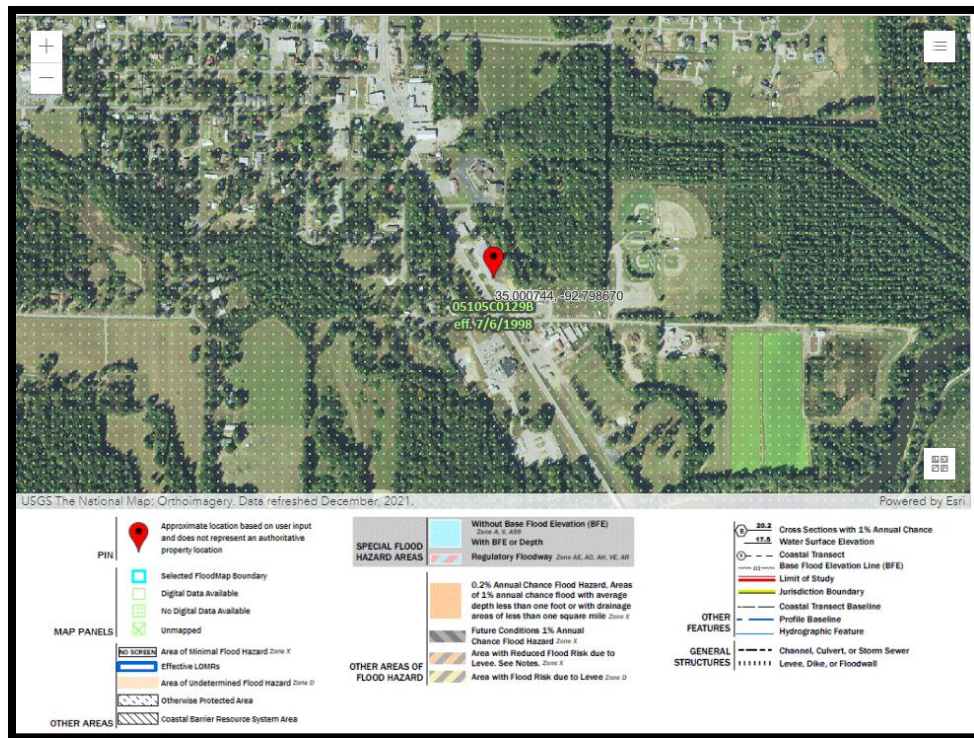 35.000744, -92.798670
05105C0129B
eff. 7/6/1998
USGS The National Map: Orthoimagery. Data refreshed December, 2021.
Powered by Esri
PIN
Approximate location based on user input
and does not represent an authoritative
property location
MAP PANELS
Selected FloodMap Boundary
Digital Data Available
No Digital Data Available
Unmapped
OTHER AREAS
NO SCREEN Area of Minimal Flood Hazard Zone X
Effective LOMRs
Area of Undetermined Flood Hazard Zone D
Otherwise Protected Area
Coastal Barrier Resource System Area
SPECIAL FLOOD
HAZARD AREAS
Without Base Flood Elevation (BFE)
Zone A, V, A99
With BFE or Depth
Regulatory Floodway Zone AE, AO, AH, VE, AR
OTHER AREAS OF
FLOOD HAZARD
0.2% Annual Chance Flood Hazard, Areas
of 1% annual chance flood with average
depth less than one foot or with drainage
areas of less than one square mile Zone X
Future Conditions 1% Annual
Chance Flood Hazard Zone X
Area with Reduced Flood Risk due to
Levee. See Notes. Zone X
Area with Flood Risk due to Levee Zone D
OTHER
FEATURES
20.2 Cross Sections with 1% Annual Chance
17.5 Water Surface Elevation
Coastal Transect
Base Flood Elevation Line (BFE)
Limit of Study
Jurisdiction Boundary
Coastal Transect Baseline
Profile Baseline
Hydrographic Feature
GENERAL
STRUCTURES
Channel, Culvert, or Storm Sewer
Levee, Dike, or Floodwall